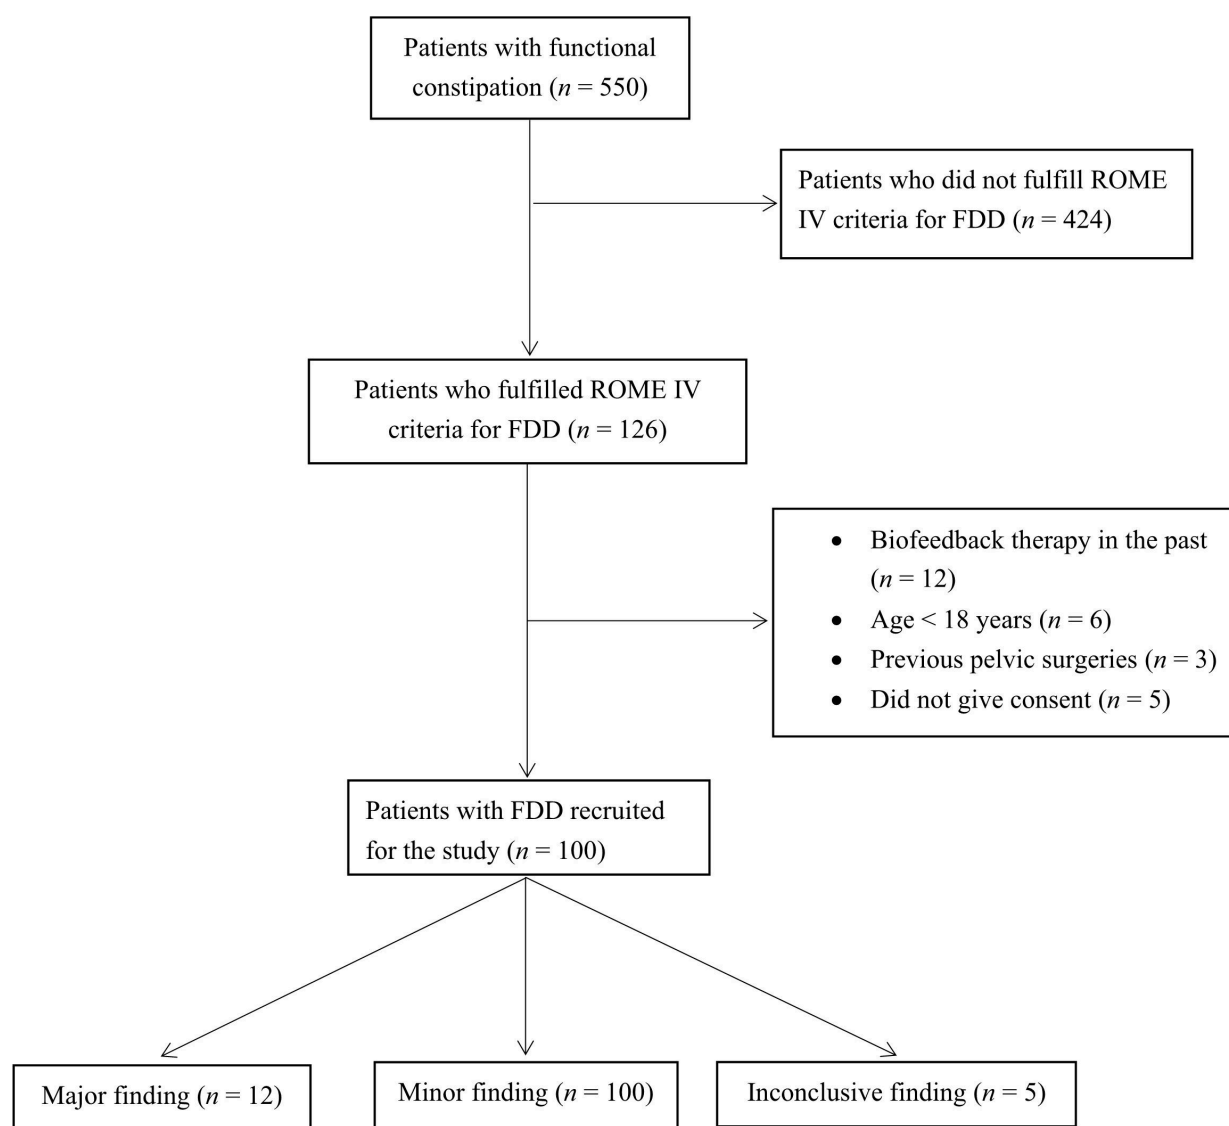 Patients with functional
constipation (n = 550)
Patients who did not fulfill ROME
IV criteria for FDD (n = 424)
Patients who fulfilled ROME IV
criteria for FDD (n = 126)
• Biofeedback therapy in the past
(n = 12)
• Age < 18 years (n = 6)
• Previous pelvic surgeries (n = 3)
• Did not give consent (n = 5)
Patients with FDD recruited
for the study (n = 100)
Major finding (n = 12)
Minor finding (n = 100)
Inconclusive finding (n = 5)